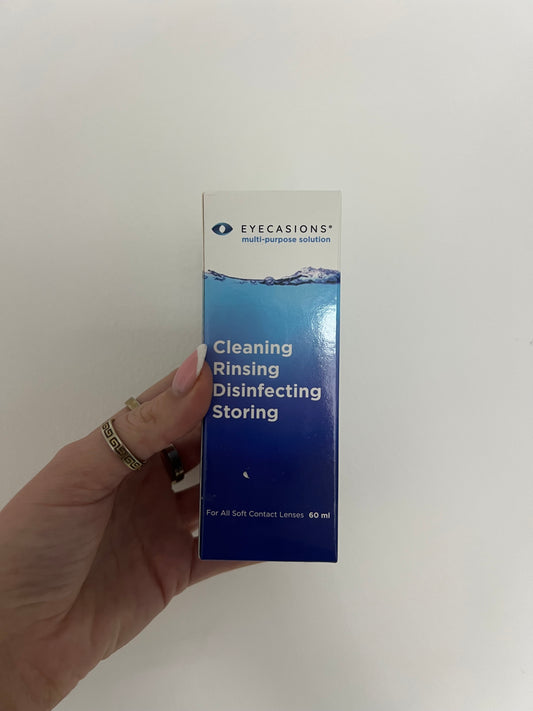 EYECASIONS®
multi-purpose solution
Cleaning
Rinsing
Disinfecting
Storing
For All Soft Contact Lenses 60 ml